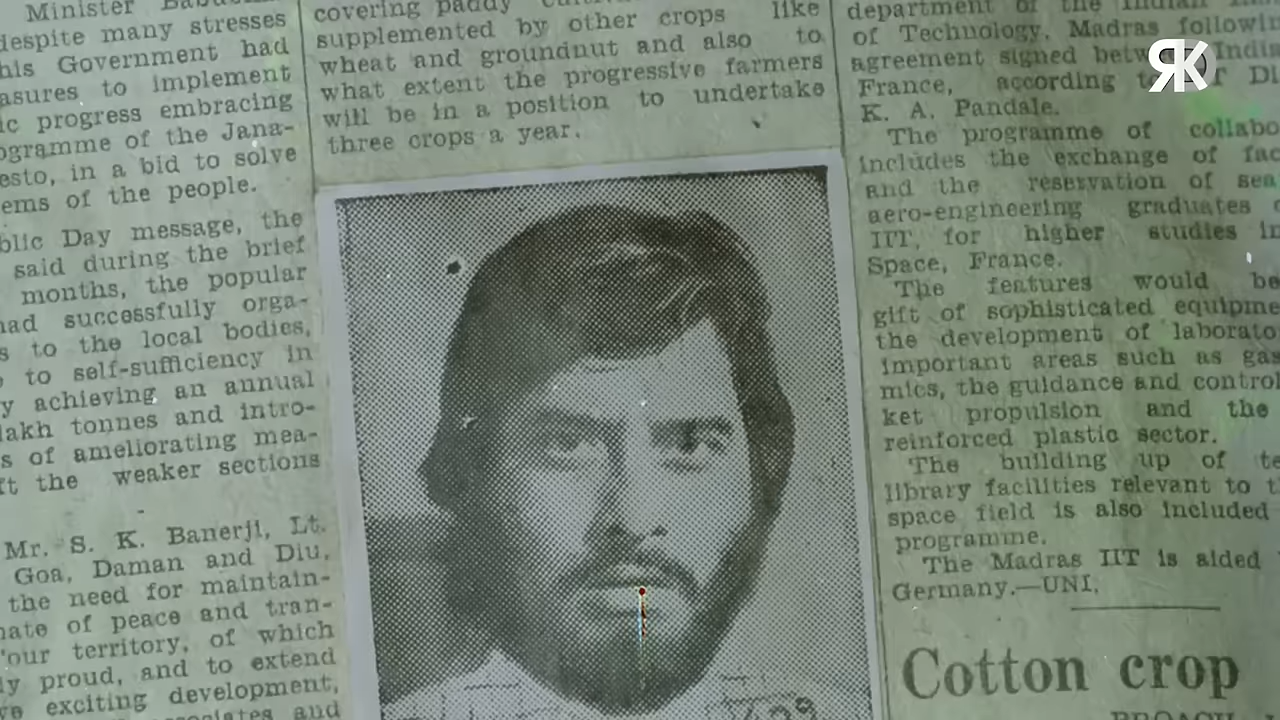 Minister
despite many stresses
his Government had
asures to implement
ic progress embracing
ogramme of the Jana-
esto, in a bid to solve
ems of the people.
blic Day message, the
said during the brief
months, the popular
had successfully orga-
s to the local bodies,
to self-sufficiency in
y achieving an annual
lakh tonnes and intro-
s of ameliorating mea-
ft the weaker sections
Mr. S. K. Banerji, Lt.
Goa, Daman and Diu,
the need for maintain-
nate of peace and tran-
our territory, of which
ly proud, and to extend
ve exciting development,
and
covering paddy
supplemented by other crops like
wheat and groundnut and also to
what extent the progressive farmers
will be in a position to undertake
three crops a year.
department of the Indian
of Technology, Madras followin
agreement signed betw India
France, according to Di
K. A. Pandale.
The programme of collabo
includes the exchange of fac
and the reservation of sea
aero-engineering graduates
IIT, for higher studies in
Space, France.
The features would be
gift of sophisticated equipme
the development of laborato
important areas such as gas
mics, the guidance and control
ket propulsion and the
reinforced plastic sector.
The building up of te
library facilities relevant to t
space field is also included
programme.
The Madras IIT is aided
Germany.—UNI.
Cotton crop
BROACH
RK